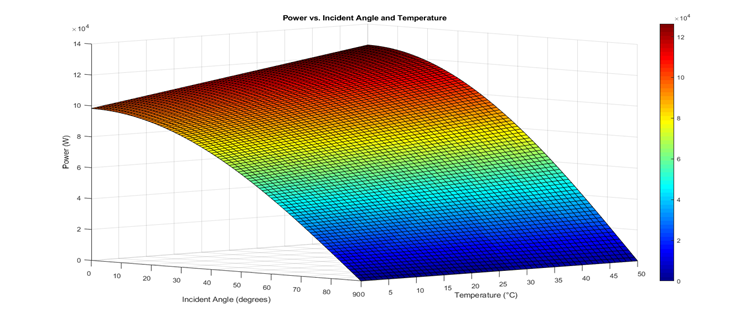 Power vs. Incident Angle and Temperature
×10⁴
14
12
10
8
6
4
2
0
Power (W)
0 10 20 30 40 50 60 70 80 90
Incident Angle (degrees)
0 5 10 15 20 25 30 35 40 45 50
Temperature (°C)
×10⁴
12
10
8
6
4
2
0